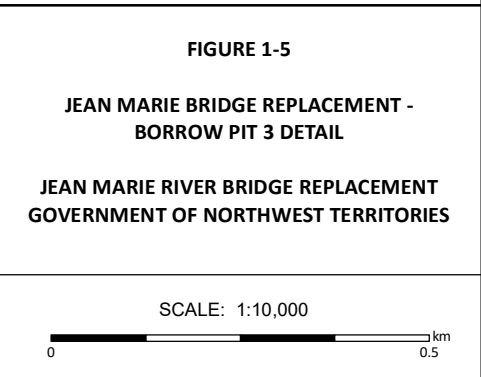 FIGURE 1-5
JEAN MARIE BRIDGE REPLACEMENT -
BORROW PIT 3 DETAIL
JEAN MARIE RIVER BRIDGE REPLACEMENT
GOVERNMENT OF NORTHWEST TERRITORIES
SCALE: 1:10,000
km
0 0.5